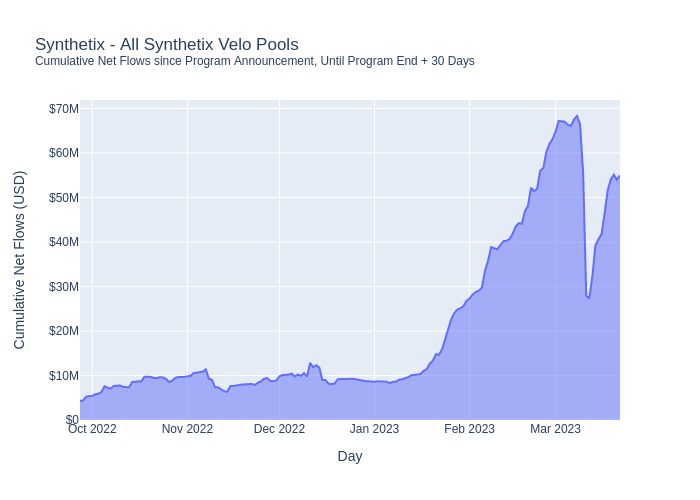 Synthetix - All Synthetix Velo Pools
Cumulative Net Flows since Program Announcement, Until Program End + 30 Days
$70M
$60M
$50M
$40M
$30M
$20M
$10M
$0
Cumulative Net Flows (USD)
Oct 2022
Nov 2022
Dec 2022
Jan 2023
Feb 2023
Mar 2023
Day